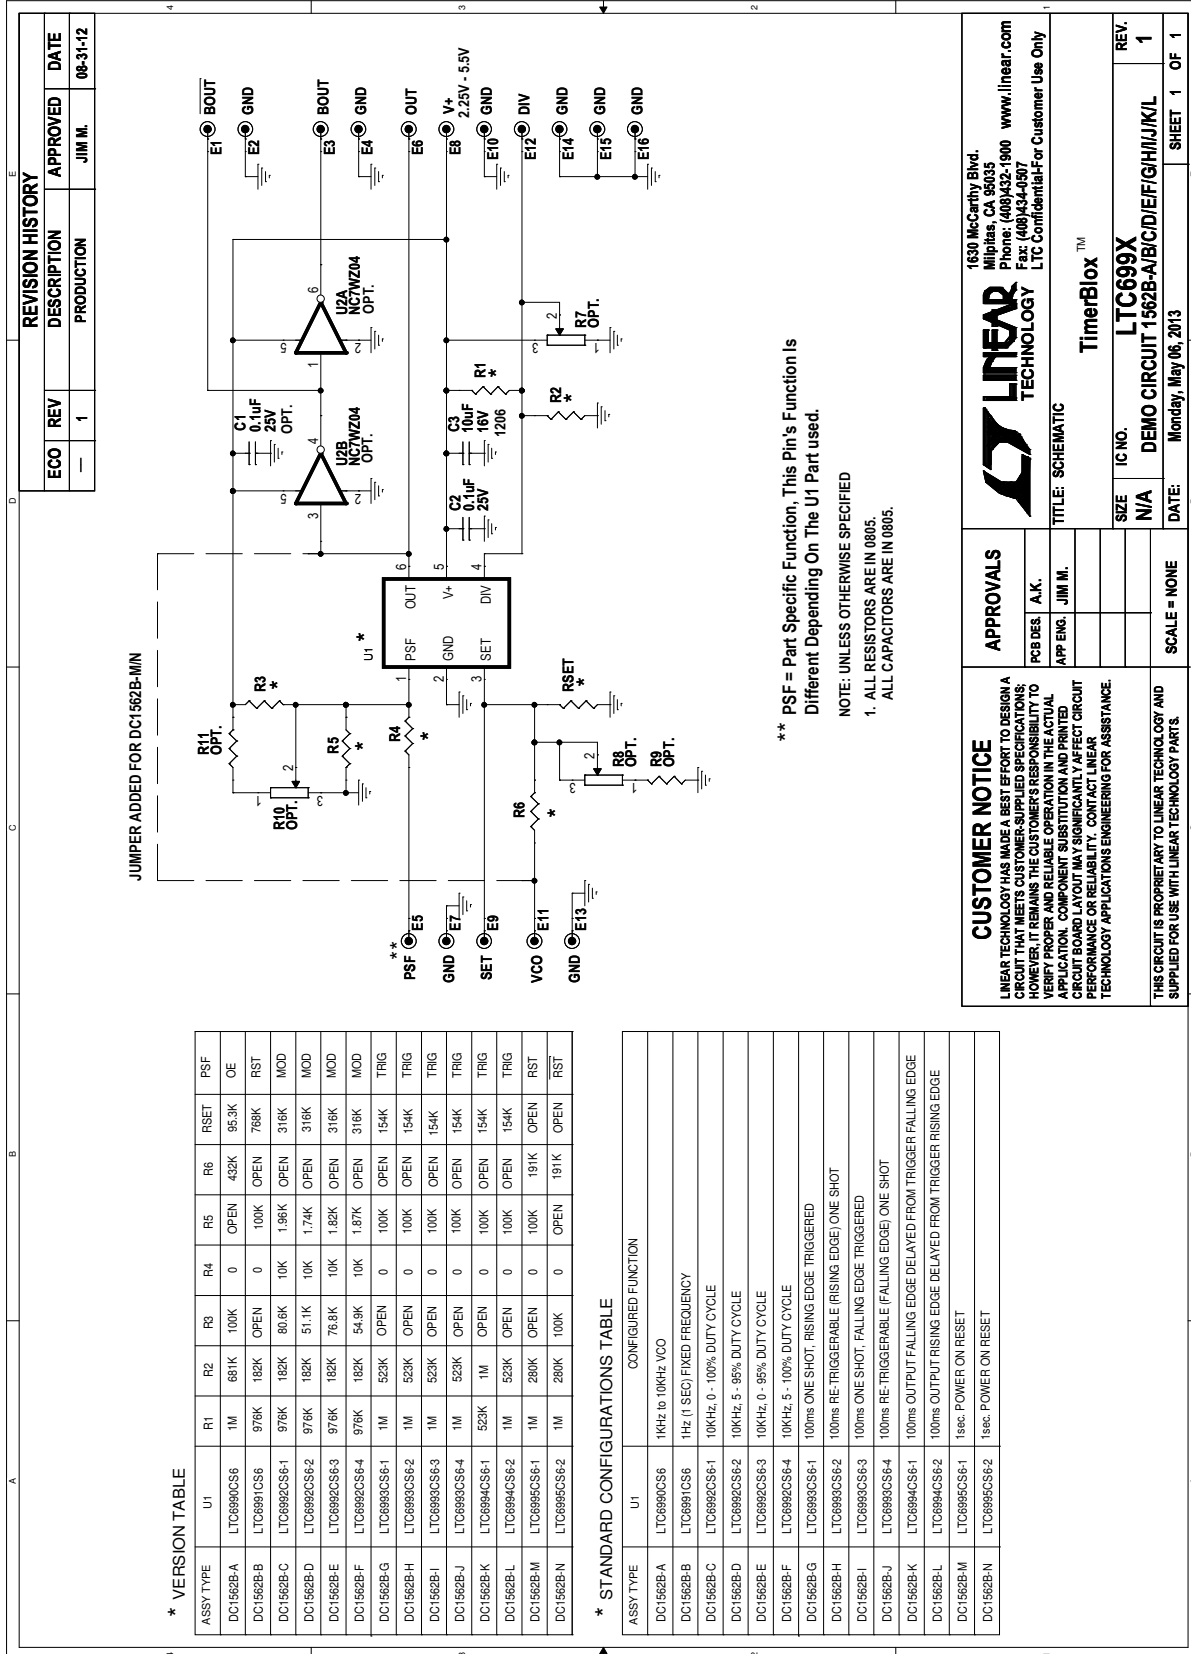 REVISION HISTORY
ECO REV DESCRIPTION APPROVED DATE
— 1 PRODUCTION JIM M. 08-31-12
JUMPER ADDED FOR DC1562B-M/N
R11
OPT.
R10
OPT.
1
2
3
R3
*
R5
*
R4
*
U1
*
1 PSF OUT 6
2 GND V+ 5
3 SET DIV 4
R6
*
R8
OPT.
3
2
1
R9
OPT.
RSET
*
**
PSF E5
GND E7
SET E9
VCO E11
GND E13
C1
0.1uF
25V
OPT.
3
4
5
2
U2B
NC7WZ04
OPT.
1
6
5
2
U2A
NC7WZ04
OPT.
C2
0.1uF
25V
C3
10uF
16V
1206
R1
*
R2
*
R7
OPT.
3
2
1
E1 BOUT
E2 GND
E3 BOUT
E4 GND
E6 OUT
E8 V+
2.25V - 5.5V
E10 GND
E12 DIV
E14 GND
E15 GND
E16 GND
** PSF = Part Specific Function, This Pin's Function Is
Different Depending On The U1 Part used.
NOTE: UNLESS OTHERWISE SPECIFIED
1. ALL RESISTORS ARE IN 0805.
ALL CAPACITORS ARE IN 0805.
* VERSION TABLE
ASSY TYPE U1 R1 R2 R3 R4 R5 R6 RSET PSF
DC1562B-A LTC6990CS6 1M 681K 100K 0 OPEN 432K 95.3K OE
DC1562B-B LTC6991CS6 976K 182K OPEN 0 100K OPEN 768K RST
DC1562B-C LTC6992CS6-1 976K 182K 80.6K 10K 1.96K OPEN 316K MOD
DC1562B-D LTC6992CS6-2 976K 182K 51.1K 10K 1.74K OPEN 316K MOD
DC1562B-E LTC6992CS6-3 976K 182K 76.8K 10K 1.82K OPEN 316K MOD
DC1562B-F LTC6992CS6-4 976K 182K 54.9K 10K 1.87K OPEN 316K MOD
DC1562B-G LTC6993CS6-1 1M 523K OPEN 0 100K OPEN 154K TRIG
DC1562B-H LTC6993CS6-2 1M 523K OPEN 0 100K OPEN 154K TRIG
DC1562B-I LTC6993CS6-3 1M 523K OPEN 0 100K OPEN 154K TRIG
DC1562B-J LTC6993CS6-4 1M 523K OPEN 0 100K OPEN 154K TRIG
DC1562B-K LTC6994CS6-1 523K 1M OPEN 0 100K OPEN 154K TRIG
DC1562B-L LTC6994CS6-2 1M 523K OPEN 0 100K OPEN 154K TRIG
DC1562B-M LTC6995CS6-1 1M 280K OPEN 0 100K 191K OPEN RST
DC1562B-N LTC6995CS6-2 1M 280K 100K 0 OPEN 191K OPEN RST
* STANDARD CONFIGURATIONS TABLE
ASSY TYPE U1 CONFIGURED FUNCTION
DC1562B-A LTC6990CS6 1KHz to 10KHz VCO
DC1562B-B LTC6991CS6 1Hz (1 SEC) FIXED FREQUENCY
DC1562B-C LTC6992CS6-1 10KHz, 0 - 100% DUTY CYCLE
DC1562B-D LTC6992CS6-2 10KHz, 5 - 95% DUTY CYCLE
DC1562B-E LTC6992CS6-3 10KHz, 0 - 95% DUTY CYCLE
DC1562B-F LTC6992CS6-4 10KHz, 5 - 100% DUTY CYCLE
DC1562B-G LTC6993CS6-1 100ms ONE SHOT, RISING EDGE TRIGGERED
DC1562B-H LTC6993CS6-2 100ms RE-TRIGGERABLE (RISING EDGE) ONE SHOT
DC1562B-I LTC6993CS6-3 100ms ONE SHOT, FALLING EDGE TRIGGERED
DC1562B-J LTC6993CS6-4 100ms RE-TRIGGERABLE (FALLING EDGE) ONE SHOT
DC1562B-K LTC6994CS6-1 100ms OUTPUT FALLING EDGE DELAYED FROM TRIGGER FALLING EDGE
DC1562B-L LTC6994CS6-2 100ms OUTPUT RISING EDGE DELAYED FROM TRIGGER RISING EDGE
DC1562B-M LTC6995CS6-1 1sec. POWER ON RESET
DC1562B-N LTC6995CS6-2 1sec. POWER ON RESET
CUSTOMER NOTICE
LINEAR TECHNOLOGY HAS MADE A BEST EFFORT TO DESIGN A
CIRCUIT THAT MEETS CUSTOMER-SUPPLIED SPECIFICATIONS;
HOWEVER, IT REMAINS THE CUSTOMER'S RESPONSIBILITY TO
VERIFY PROPER AND RELIABLE OPERATION IN THE ACTUAL
APPLICATION. COMPONENT SUBSTITUTION AND PRINTED
CIRCUIT BOARD LAYOUT MAY SIGNIFICANTLY AFFECT CIRCUIT
PERFORMANCE OR RELIABILITY. CONTACT LINEAR
TECHNOLOGY APPLICATIONS ENGINEERING FOR ASSISTANCE.
THIS CIRCUIT IS PROPRIETARY TO LINEAR TECHNOLOGY AND
SUPPLIED FOR USE WITH LINEAR TECHNOLOGY PARTS.
APPROVALS
PCB DES. A.K.
APP ENG. JIM M.
SCALE = NONE
LINEAR
TECHNOLOGY
1630 McCarthy Blvd.
Milpitas, CA 95035
Phone: (408)432-1900 www.linear.com
Fax: (408)434-0507
LTC Confidential-For Customer Use Only
TITLE: SCHEMATIC
TimerBlox ™
SIZE
N/A
IC NO.
LTC699X
DEMO CIRCUIT 1562B-A/B/C/D/E/F/G/H/I/J/K/L
REV.
1
DATE: Monday, May 06, 2013
SHEET 1 OF 1
A
B
C
D
E
4
3
2
1